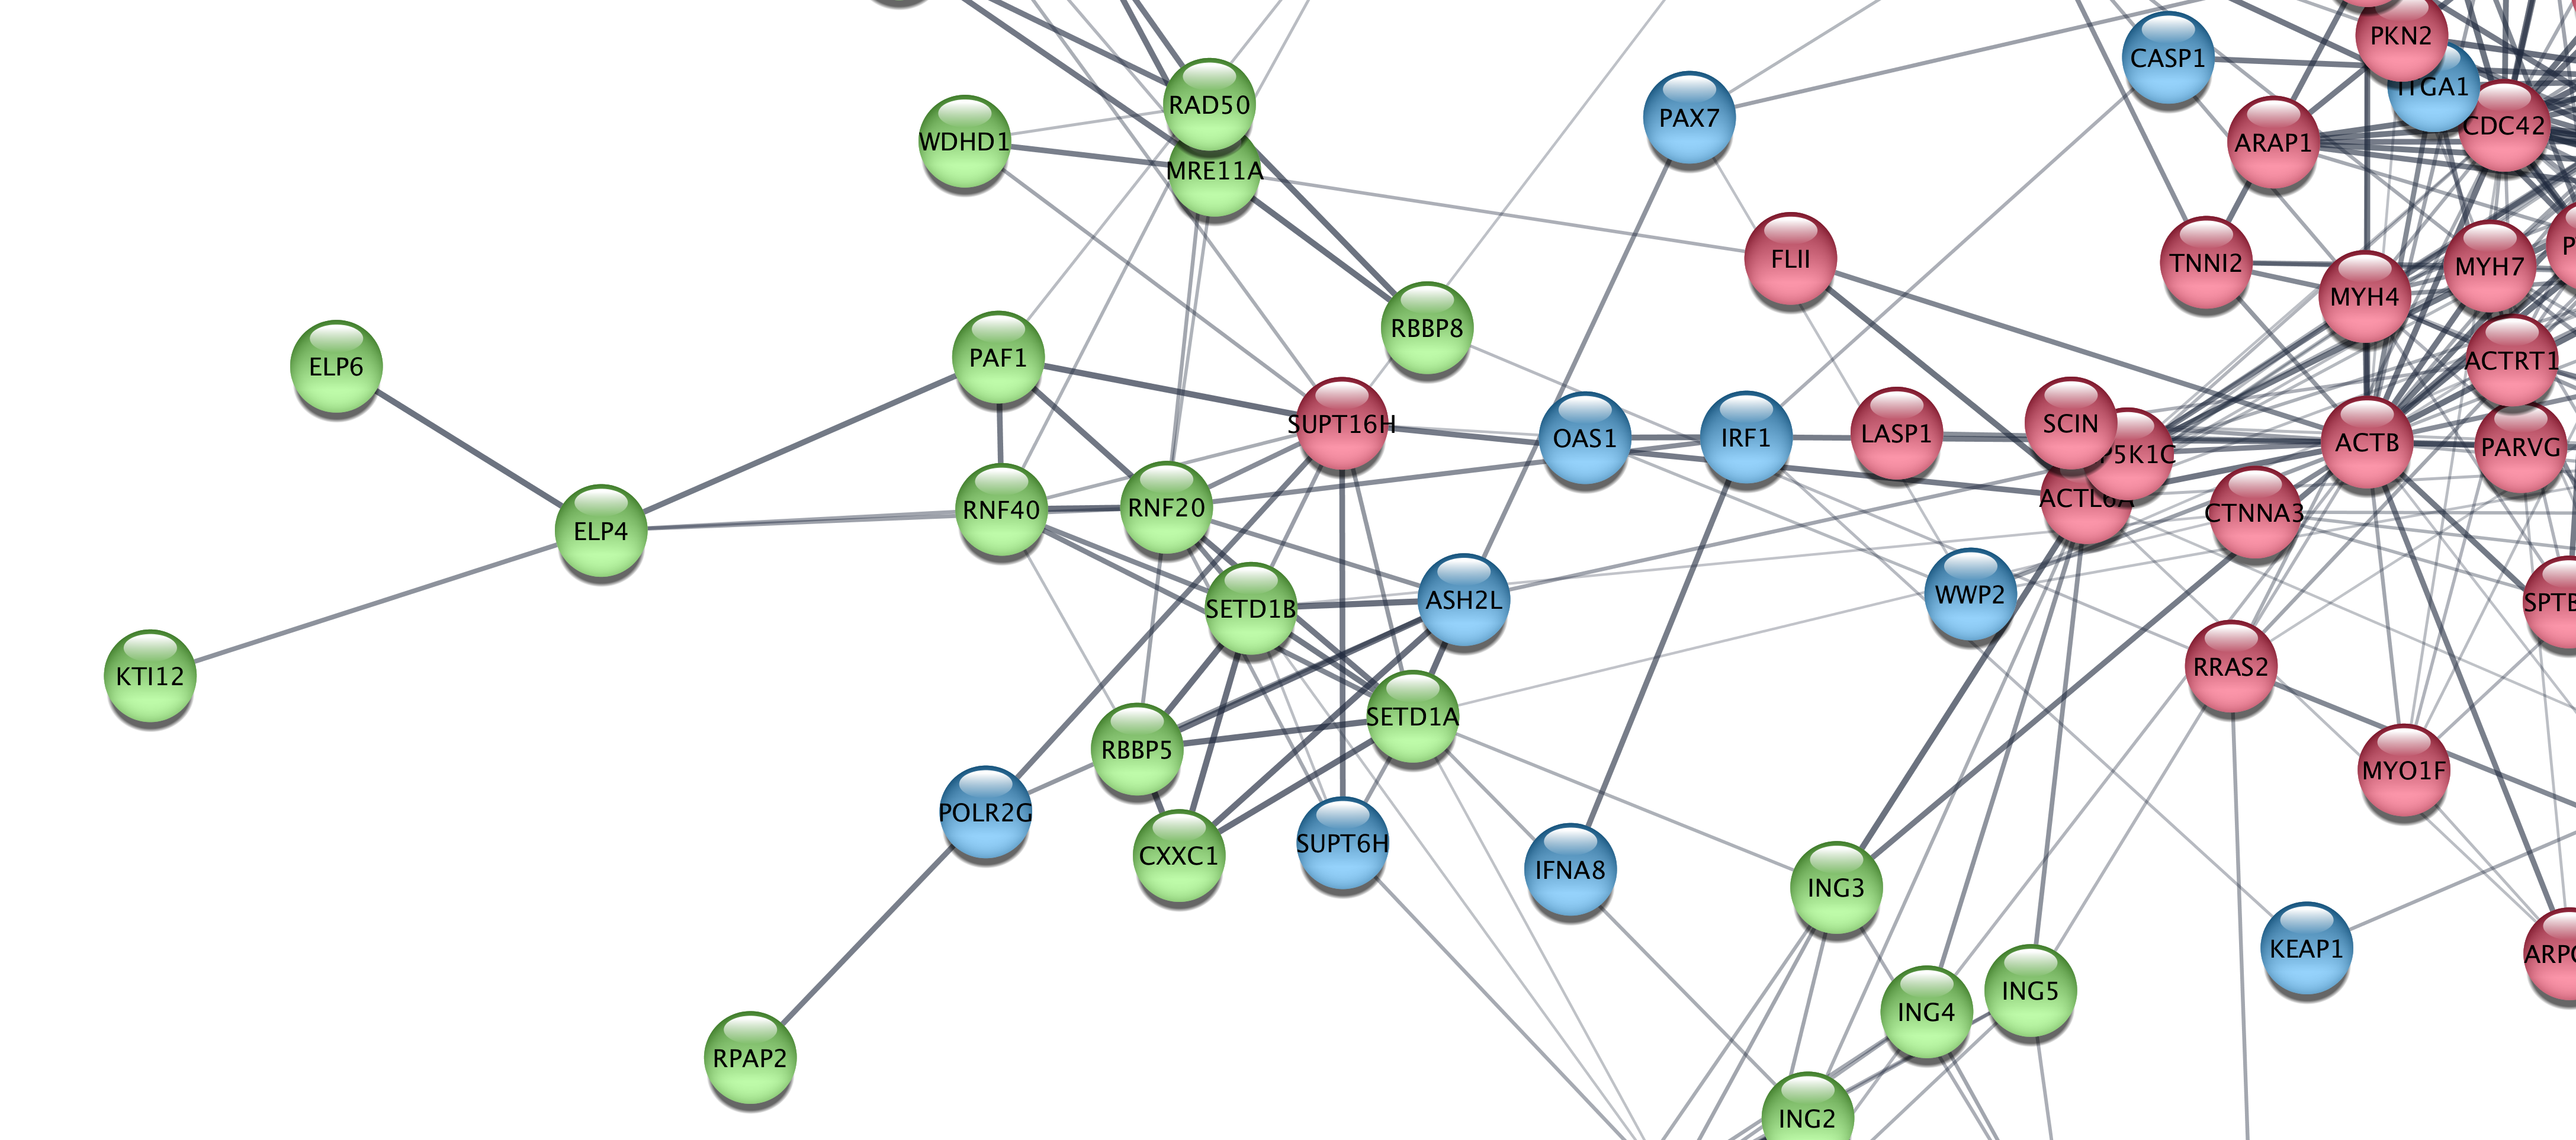 PKN2
CASP1
ITGA1
RAD50
PAX7
CDC42
WDHD1
ARAP1
MRE11A
FLII
TNNI2
MYH7
MYH4
RBBP8
PAF1
ACTRT1
ELP6
SUPT16H
OAS1
IRF1
LASP1
SCIN
ACTB
PARVG
P5K1C
ACTL6A
RNF40
RNF20
CTNNA3
ELP4
SETD1B
ASH2L
WWP2
SPTB
KTI12
RRAS2
SETD1A
RBBP5
MYO1F
POLR2G
CXXC1
SUPT6H
IFNA8
ING3
KEAP1
ARPC
ING5
ING4
RPAP2
ING2